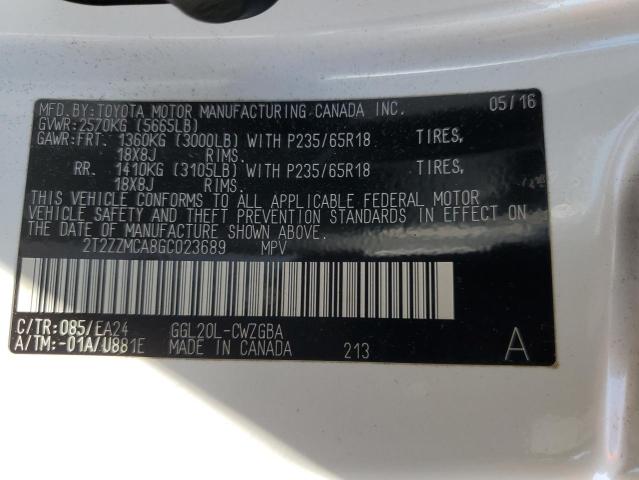 MFD.BY:TOYOTA MOTOR MANUFACTURING CANADA INC. 05/16
GVWR:2570KG (5665LB)
GAWR:FRT. 1360KG (3000LB) WITH P235/65R18 TIRES,
18X8J RIMS.
RR. 1410KG (3105LB) WITH P235/65R18 TIRES,
18X8J RIMS.
THIS VEHICLE CONFORMS TO ALL APPLICABLE FEDERAL MOTOR
VEHICLE SAFETY AND THEFT PREVENTION STANDARDS IN EFFECT ON
THE DATE OF MANUFACTURE SHOWN ABOVE.
2T2ZZMCA8GC023689 MPV
C/TR:085/EA24 GGL20L-CWZGBA
A/TM:-01A/U881E MADE IN CANADA 213 A